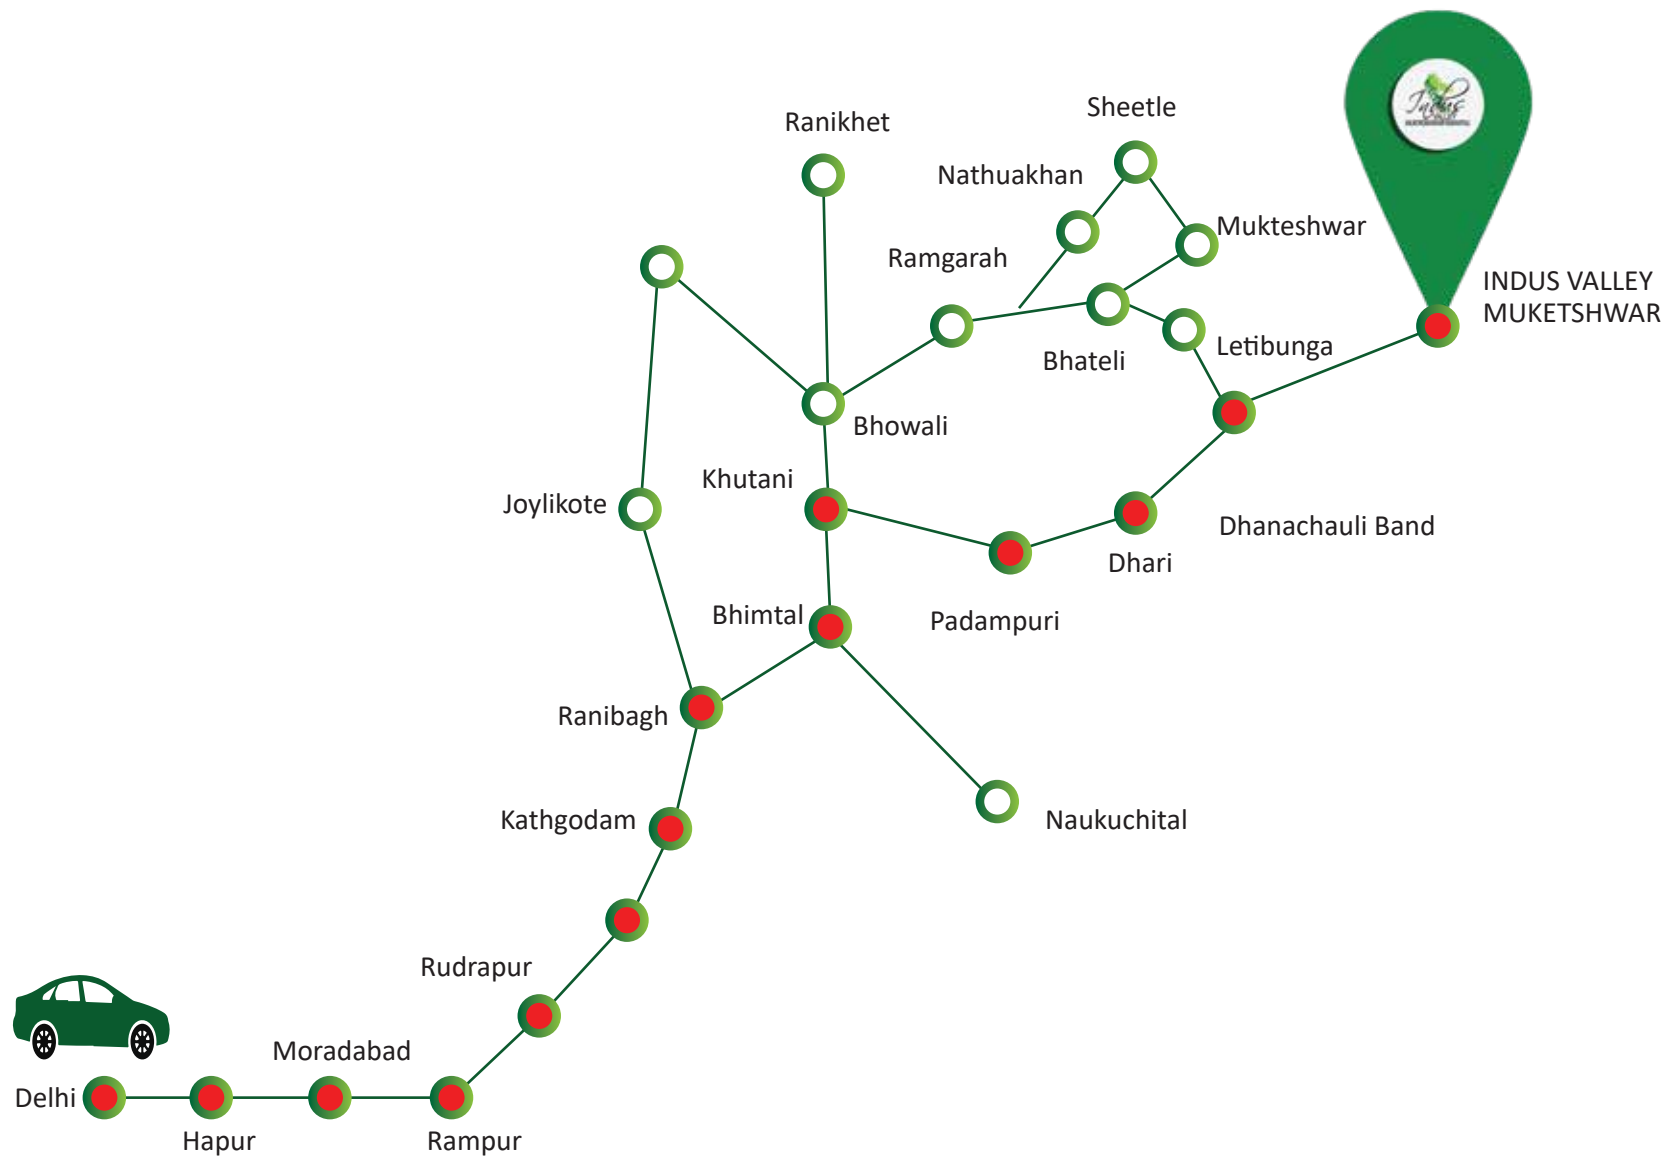 Sheetle
Ranikhet
Nathuakhan
Mukteshwar
Ramgarah
Indus
INDUS VALLEY
MUKETSHWAR
Letibunga
Bhateli
Bhowali
Khutani
Joylikote
Dhanachauli Band
Dhari
Bhimtal
Padampuri
Ranibagh
Kathgodam
Naukuchital
Rudrapur
Moradabad
Delhi
Hapur
Rampur